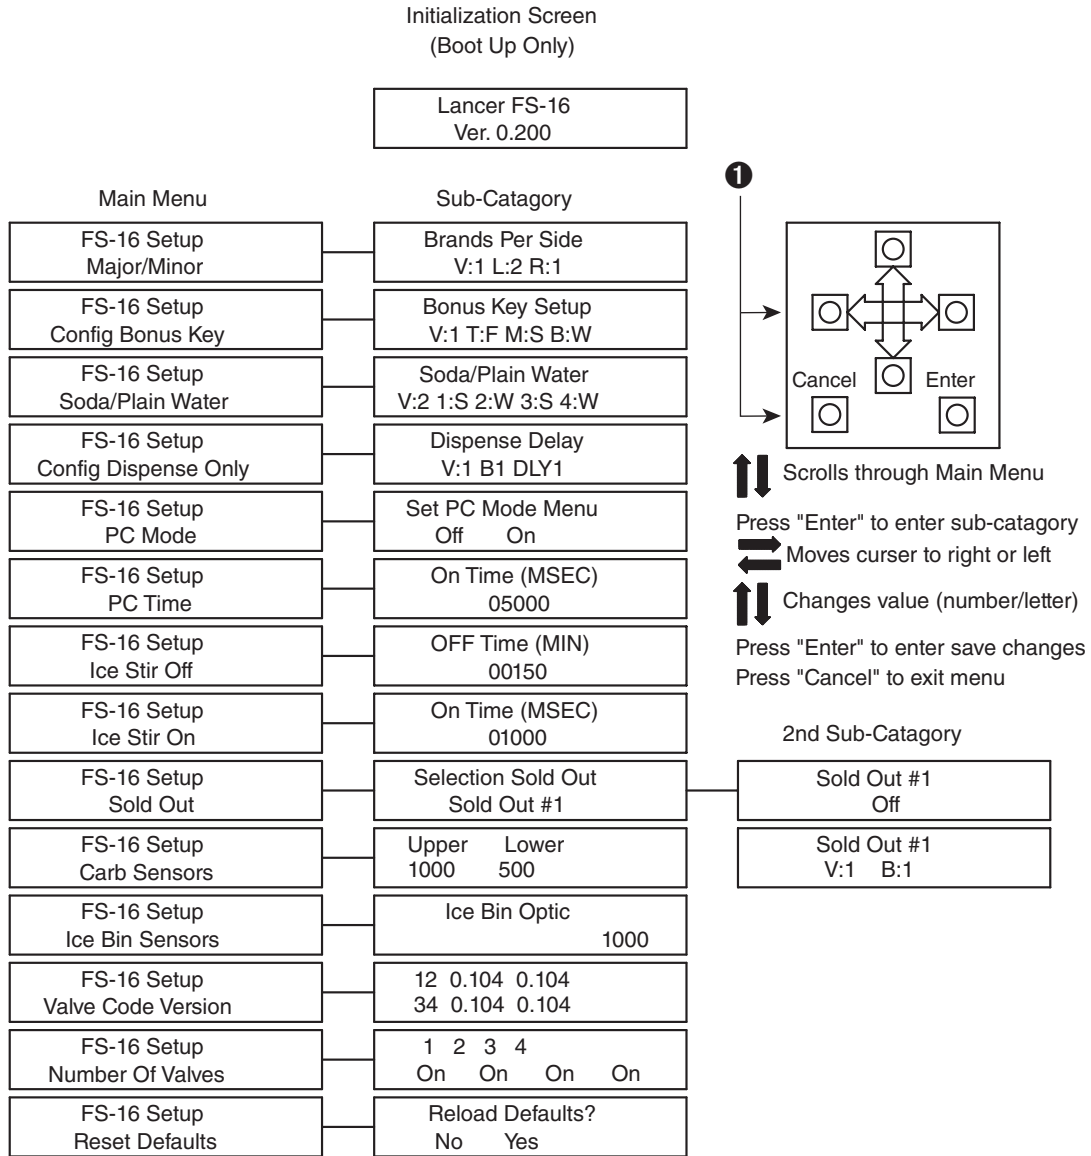 Initialization Screen
(Boot Up Only)
Lancer FS-16
Ver. 0.200
Main Menu
Sub-Catagory
FS-16 Setup
Major/Minor
Brands Per Side
V:1 L:2 R:1
FS-16 Setup
Config Bonus Key
Bonus Key Setup
V:1 T:F M:S B:W
FS-16 Setup
Soda/Plain Water
Soda/Plain Water
V:2 1:S 2:W 3:S 4:W
FS-16 Setup
Config Dispense Only
Dispense Delay
V:1 B1 DLY1
FS-16 Setup
PC Mode
Set PC Mode Menu
Off On
FS-16 Setup
PC Time
On Time (MSEC)
05000
FS-16 Setup
Ice Stir Off
OFF Time (MIN)
00150
FS-16 Setup
Ice Stir On
On Time (MSEC)
01000
FS-16 Setup
Sold Out
Selection Sold Out
Sold Out #1
FS-16 Setup
Carb Sensors
Upper Lower
1000 500
FS-16 Setup
Ice Bin Sensors
Ice Bin Optic
1000
FS-16 Setup
Valve Code Version
12 0.104 0.104
34 0.104 0.104
FS-16 Setup
Number Of Valves
1 2 3 4
On On On On
FS-16 Setup
Reset Defaults
Reload Defaults?
No Yes
❶
Cancel
Enter
Scrolls through Main Menu
Press "Enter" to enter sub-catagory
Moves curser to right or left
Changes value (number/letter)
Press "Enter" to enter save changes
Press "Cancel" to exit menu
2nd Sub-Catagory
Sold Out #1
Off
Sold Out #1
V:1 B:1